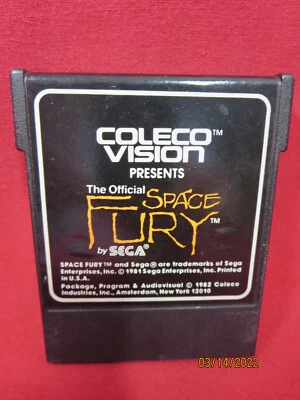 COLECO™
VISION
PRESENTS
The Official SPACE
FURY™
by SEGA®
SPACE FURY™ and Sega® are trademarks of Sega
Enterprises, Inc. © 1981 Sega Enterprises, Inc. Printed
in U.S.A.
Package, Program & Audiovisual © 1982 Coleco
Industries, Inc., Amsterdam, New York 12010
03/14/2022